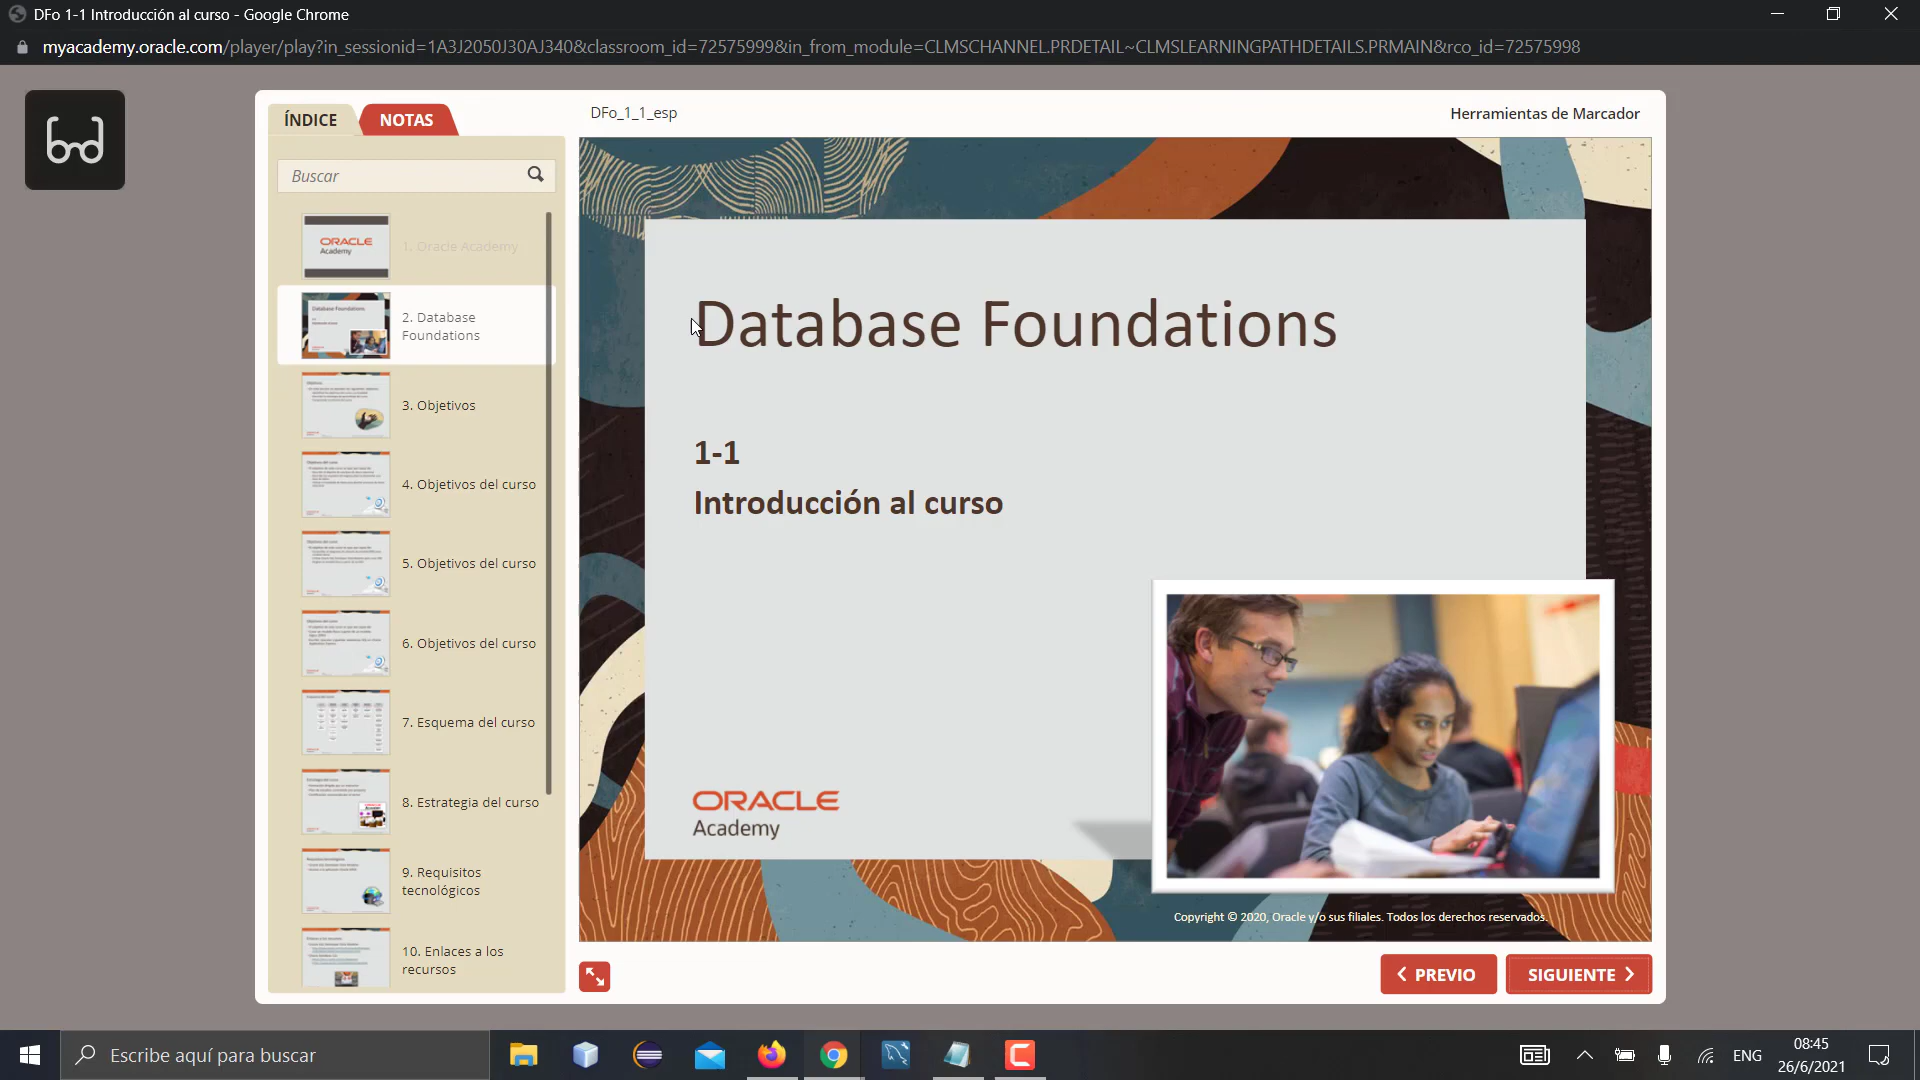 DFo 1-1 Introducción al curso - Google Chrome
myacademy.oracle.com/player/play?in_sessionid=1A3J2050J30AJ340&classroom_id=72575999&in_from_module=CLMSCHANNEL.PRDETAIL~CLMSLEARNINGPATHDETAILS.PRMAIN&rco_id=72575998
ÍNDICE
NOTAS
DFo_1_1_esp
Herramientas de Marcador
Buscar
ORACLE
Academy
1. Oracle Academy
2. Database
Foundations
3. Objetivos
4. Objetivos del curso
5. Objetivos del curso
6. Objetivos del curso
7. Esquema del curso
8. Estrategia del curso
9. Requisitos
tecnológicos
10. Enlaces a los
recursos
Database Foundations
1-1
Introducción al curso
ORACLE
Academy
Copyright © 2020, Oracle y/o sus filiales. Todos los derechos reservados.
PREVIO
SIGUIENTE
Escribe aquí para buscar
ENG
08:45
26/6/2021